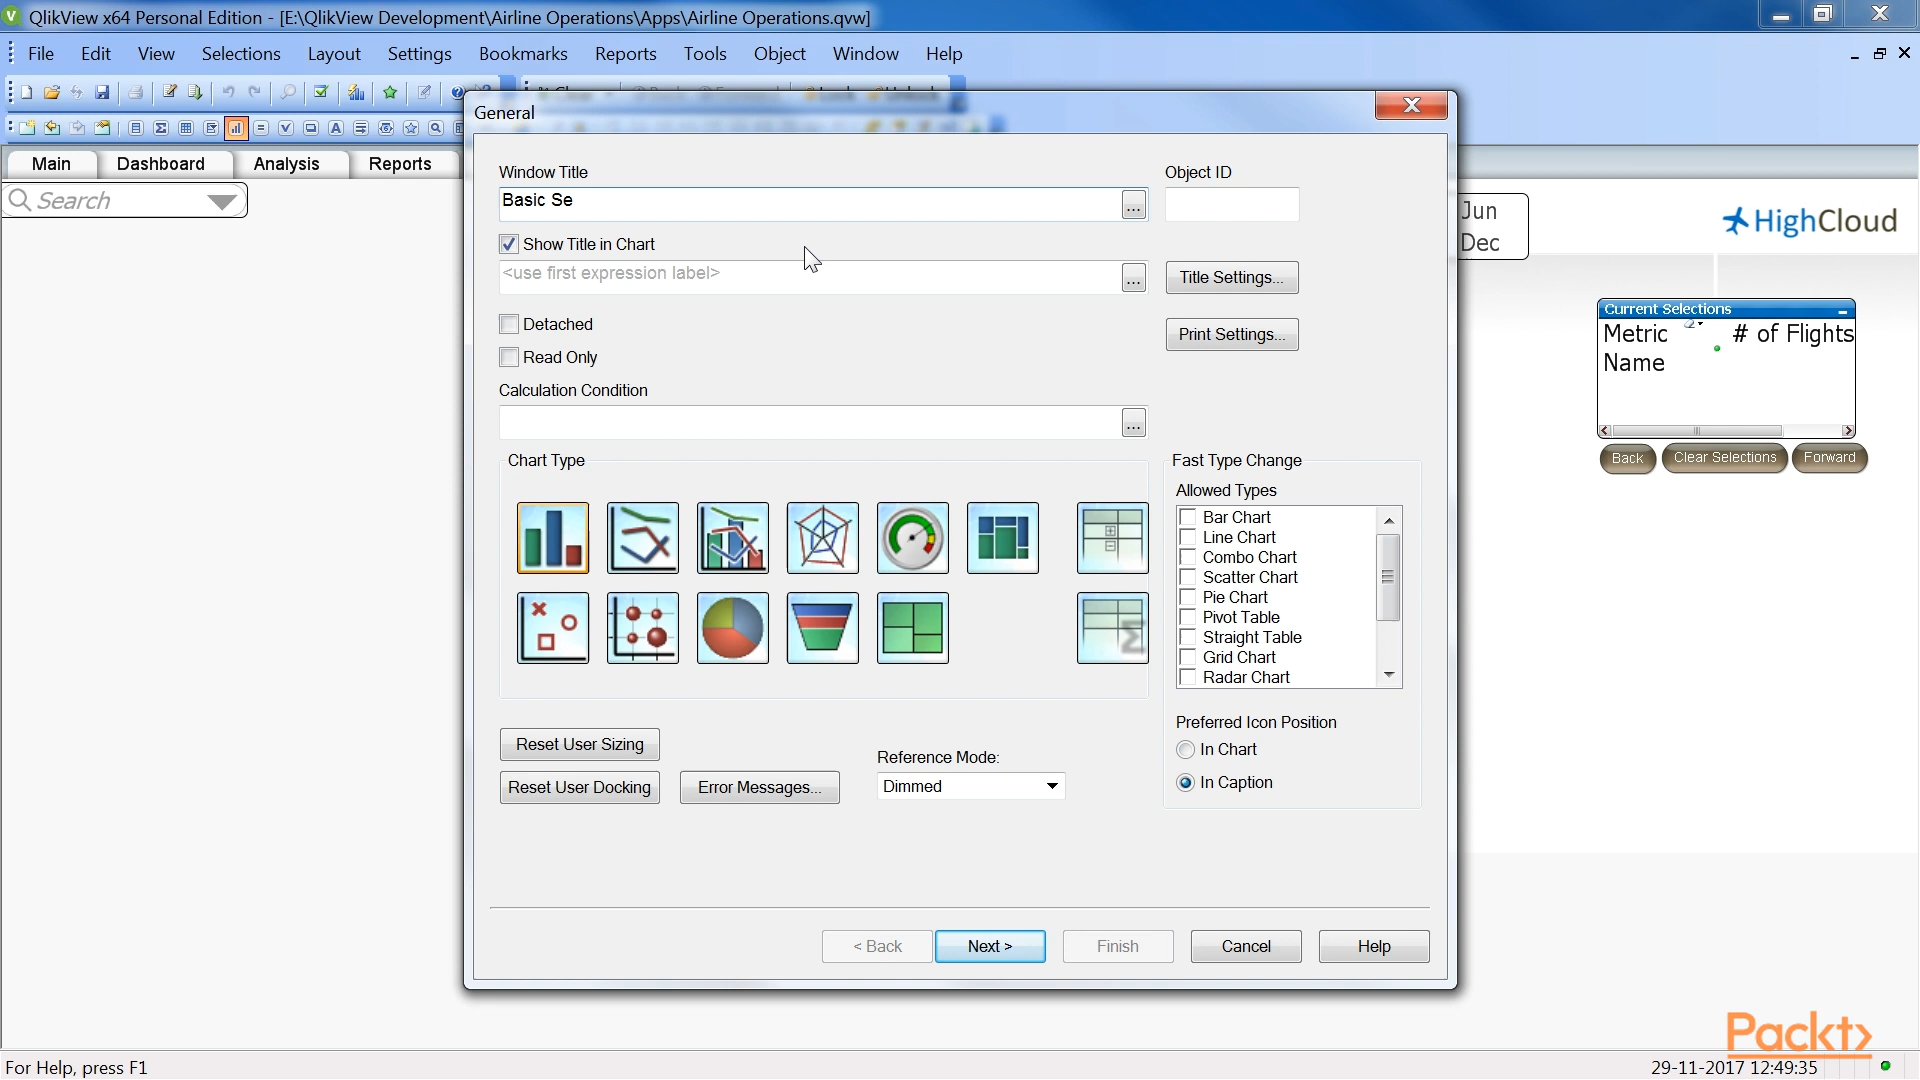 QlikView x64 Personal Edition - [E:\QlikView Development\Airline Operations\Apps\Airline Operations.qvw]
File Edit View Selections Layout Settings Bookmarks Reports Tools Object Window Help
General
Main Dashboard Analysis Reports
Search
Window Title
Object ID
Basic Se
...
Show Title in Chart
<use first expression label>
...
Title Settings...
Detached
Print Settings...
Read Only
Calculation Condition
...
Chart Type
Fast Type Change
Allowed Types
Bar Chart
Line Chart
Combo Chart
Scatter Chart
Pie Chart
Pivot Table
Straight Table
Grid Chart
Radar Chart
Preferred Icon Position
In Chart
In Caption
Reset User Sizing
Reference Mode:
Reset User Docking
Error Messages...
Dimmed
< Back
Next >
Finish
Cancel
Help
Jun
Dec
HighCloud
Current Selections
Metric # of Flights
Name
Back
Clear Selections
Forward
Packt>
For Help, press F1
29-11-2017 12:49:35